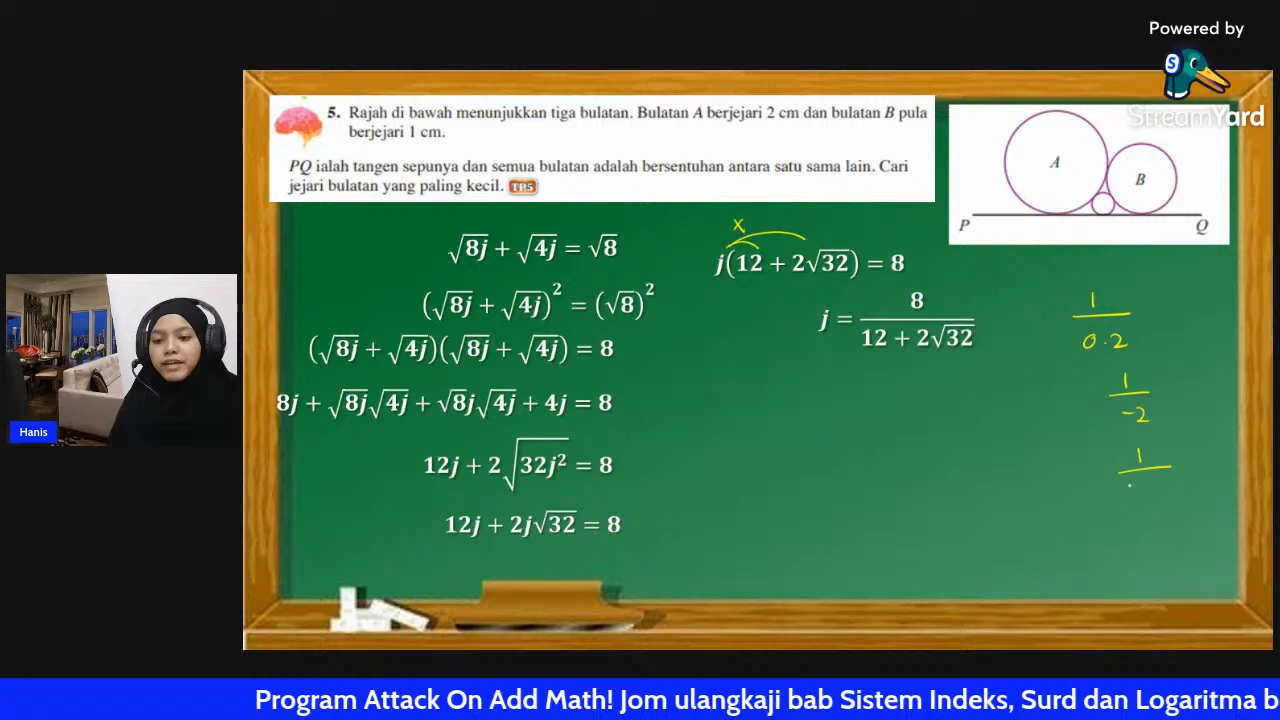 Powered by
StreamYard
5. Rajah di bawah menunjukkan tiga bulatan. Bulatan A berjejari 2 cm dan bulatan B pula
berjejari 1 cm.
PQ ialah tangen sepunya dan semua bulatan adalah bersentuhan antara satu sama lain. Cari
jejari bulatan yang paling kecil. TP5
A
B
P
Q
√8j + √4j = √8
(√8j + √4j)² = (√8)²
(√8j + √4j)(√8j + √4j) = 8
8j + √8j√4j + √8j√4j + 4j = 8
12j + 2√32j² = 8
12j + 2j√32 = 8
x
j(12 + 2√32) = 8
j = 8/(12 + 2√32)
1
0.2
1
-2
1
Hanis
Program Attack On Add Math! Jom ulangkaji bab Sistem Indeks, Surd dan Logaritma b